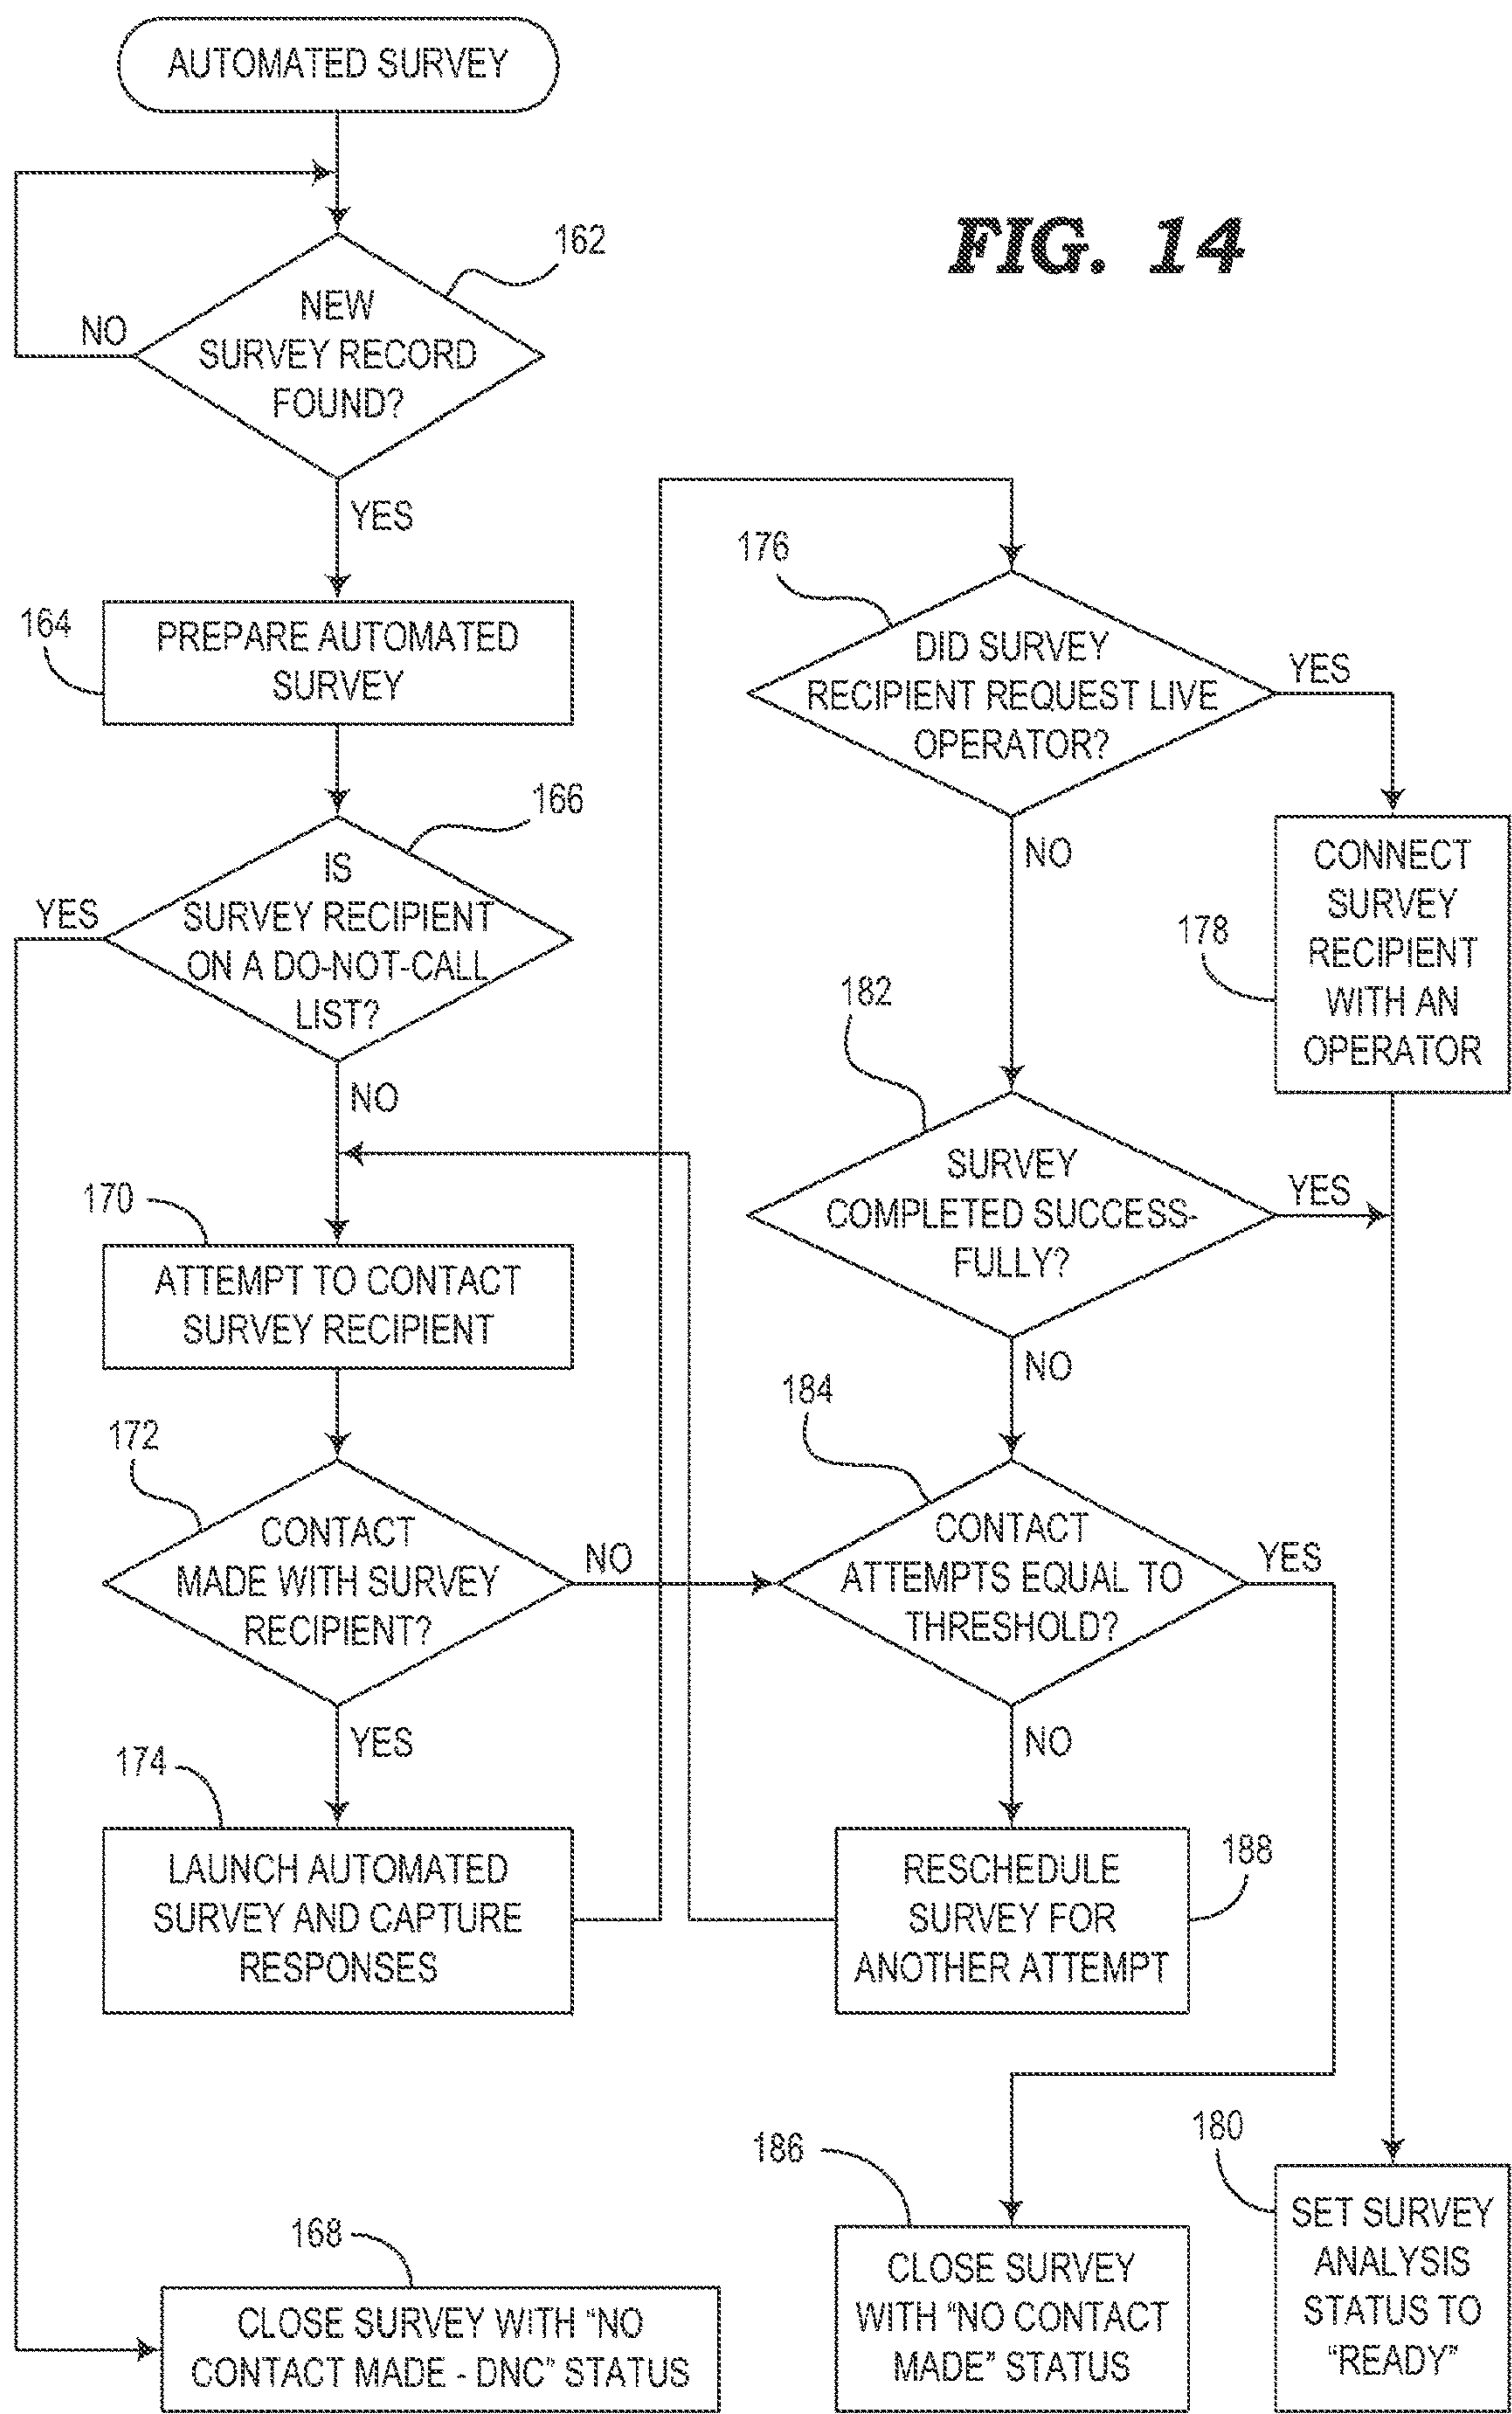 AUTOMATED SURVEY
FIG. 14
162
NEW
SURVEY RECORD
FOUND?
NO
YES
164
PREPARE AUTOMATED
SURVEY
166
IS
SURVEY RECIPIENT
ON A DO-NOT-CALL
LIST?
YES
NO
170
ATTEMPT TO CONTACT
SURVEY RECIPIENT
172
CONTACT
MADE WITH SURVEY
RECIPIENT?
NO
YES
174
LAUNCH AUTOMATED
SURVEY AND CAPTURE
RESPONSES
176
DID SURVEY
RECIPIENT REQUEST LIVE
OPERATOR?
YES
NO
178
CONNECT
SURVEY
RECIPIENT
WITH AN
OPERATOR
182
SURVEY
COMPLETED SUCCESS-
FULLY?
YES
NO
184
CONTACT
ATTEMPTS EQUAL TO
THRESHOLD?
YES
NO
188
RESCHEDULE
SURVEY FOR
ANOTHER ATTEMPT
168
CLOSE SURVEY WITH “NO
CONTACT MADE - DNC” STATUS
186
CLOSE SURVEY
WITH “NO CONTACT
MADE” STATUS
180
SET SURVEY
ANALYSIS
STATUS TO
“READY”